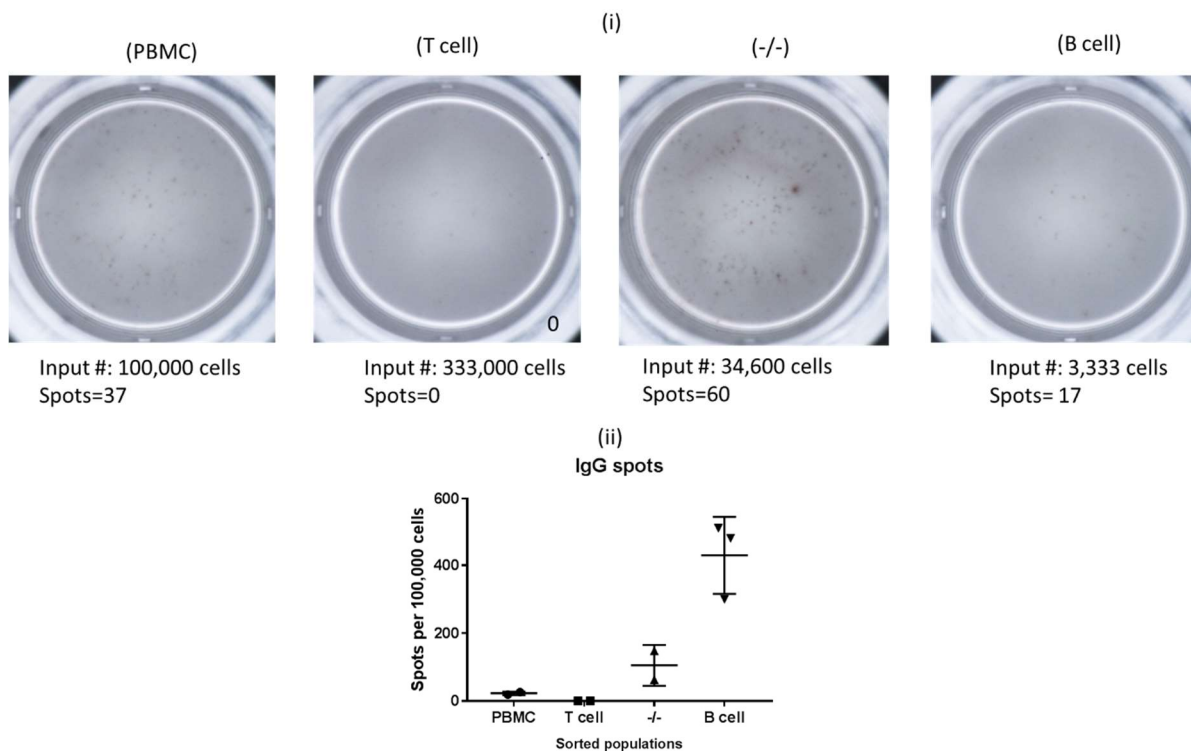 (i)
(PBMC) (T cell) (-/-) (B cell)
0
Input #: 100,000 cells Input #: 333,000 cells Input #: 34,600 cells Input #: 3,333 cells
Spots=37 Spots=0 Spots=60 Spots= 17
(ii)
IgG spots
Spots per 100,000 cells
600
400
200
0
PBMC T cell -/- B cell
Sorted populations